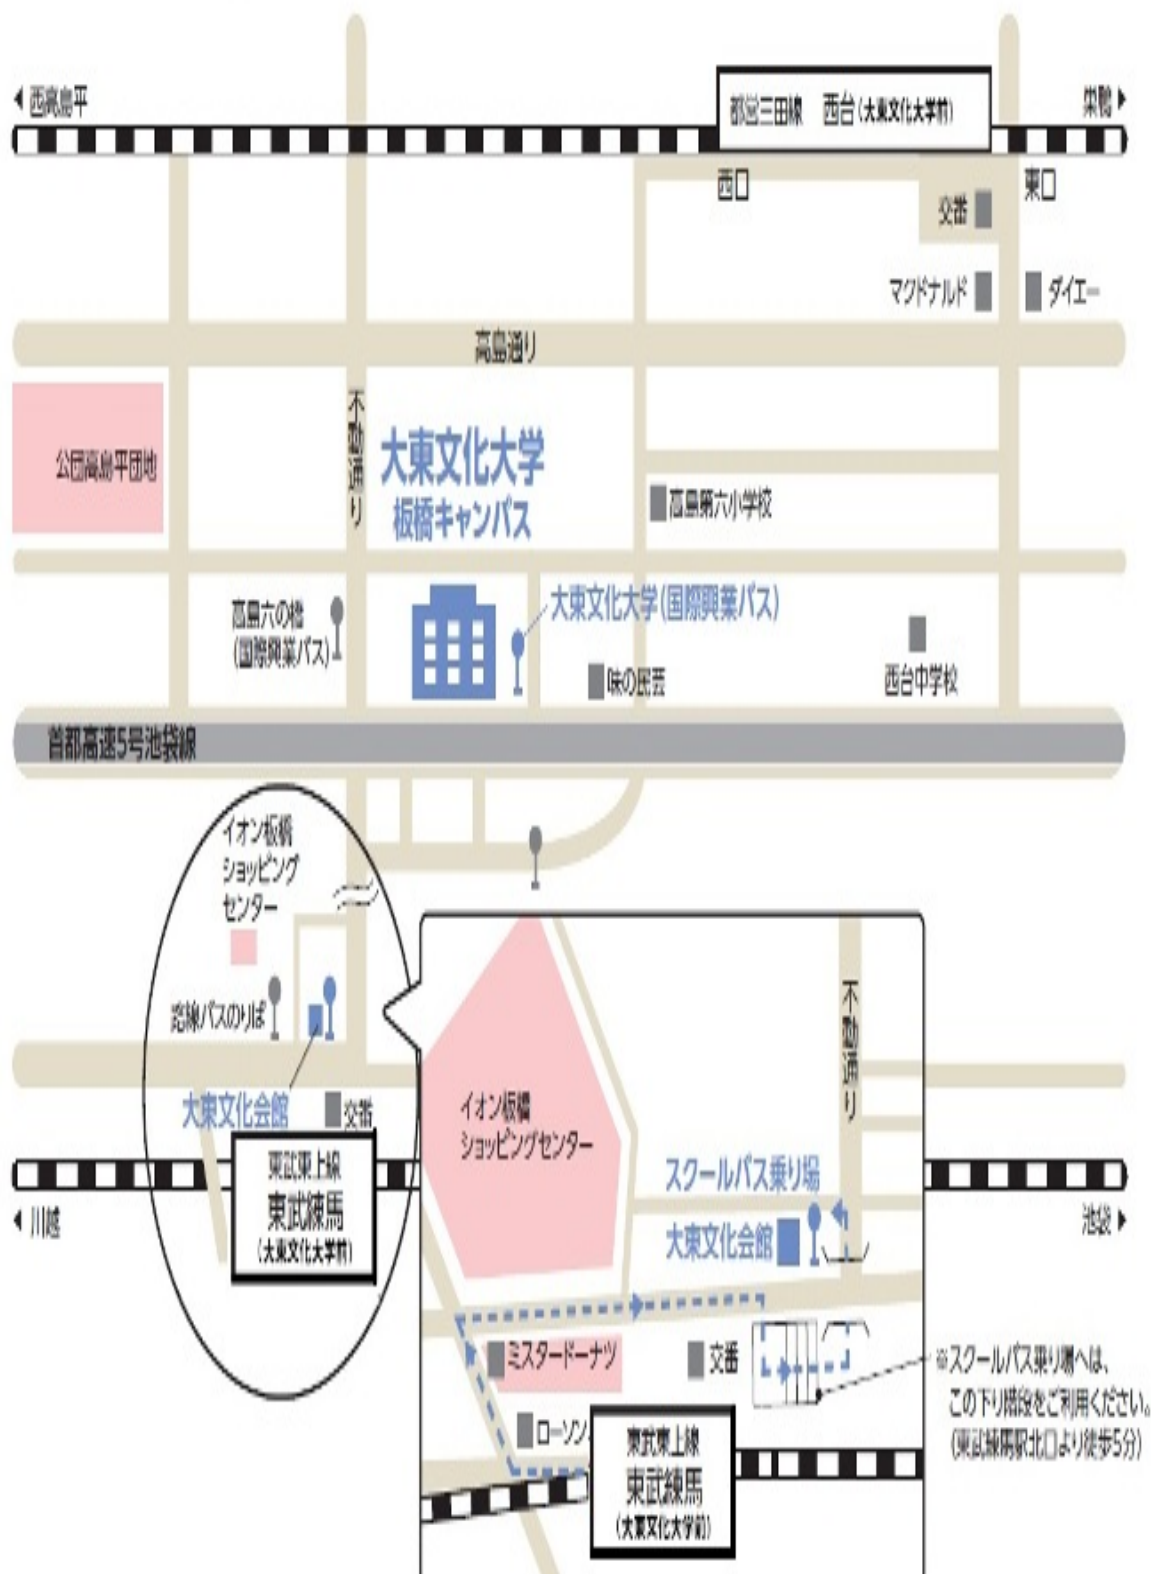 西高島平
都営三田線 西台(大東文化大学前)
巣鴨
西口
東口
交番
マクドナルド
ダイエー
高島通り
公団高島平団地
不動通り
大東文化大学
板橋キャンパス
高島第六小学校
高島六の橋
(国際興業バス)
大東文化大学(国際興業バス)
味の民芸
西台中学校
首都高速5号池袋線
イオン板橋
ショッピング
センター
路線バスのりば
大東文化会館
交番
東武東上線
東武練馬
(大東文化大学前)
川越
池袋
不動通り
イオン板橋
ショッピングセンター
スクールバス乗り場
大東文化会館
ミスタードーナツ
交番
ローソン
東武東上線
東武練馬
(大東文化大学前)
※スクールバス乗り場へは、
この下り階段をご利用ください。
(東武練馬駅北口より徒歩5分)